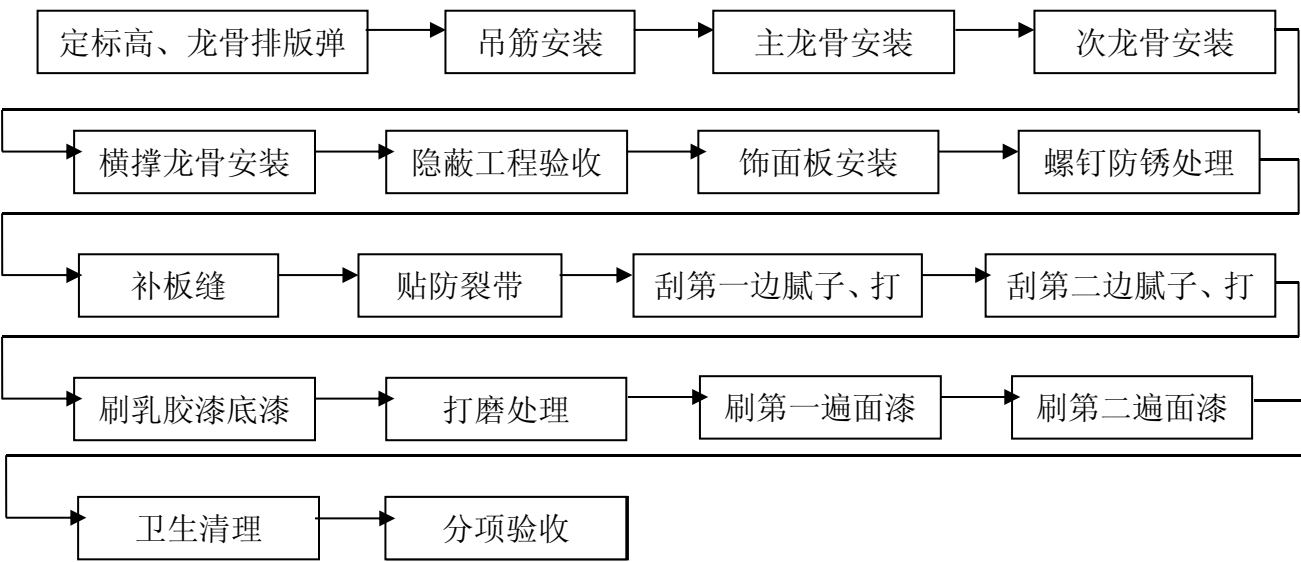 定标高、龙骨排版弹
吊筋安装
主龙骨安装
次龙骨安装
横撑龙骨安装
隐蔽工程验收
饰面板安装
螺钉防锈处理
补板缝
贴防裂带
刮第一边腻子、打
刮第二边腻子、打
刷乳胶漆底漆
打磨处理
刷第一遍面漆
刷第二遍面漆
卫生清理
分项验收